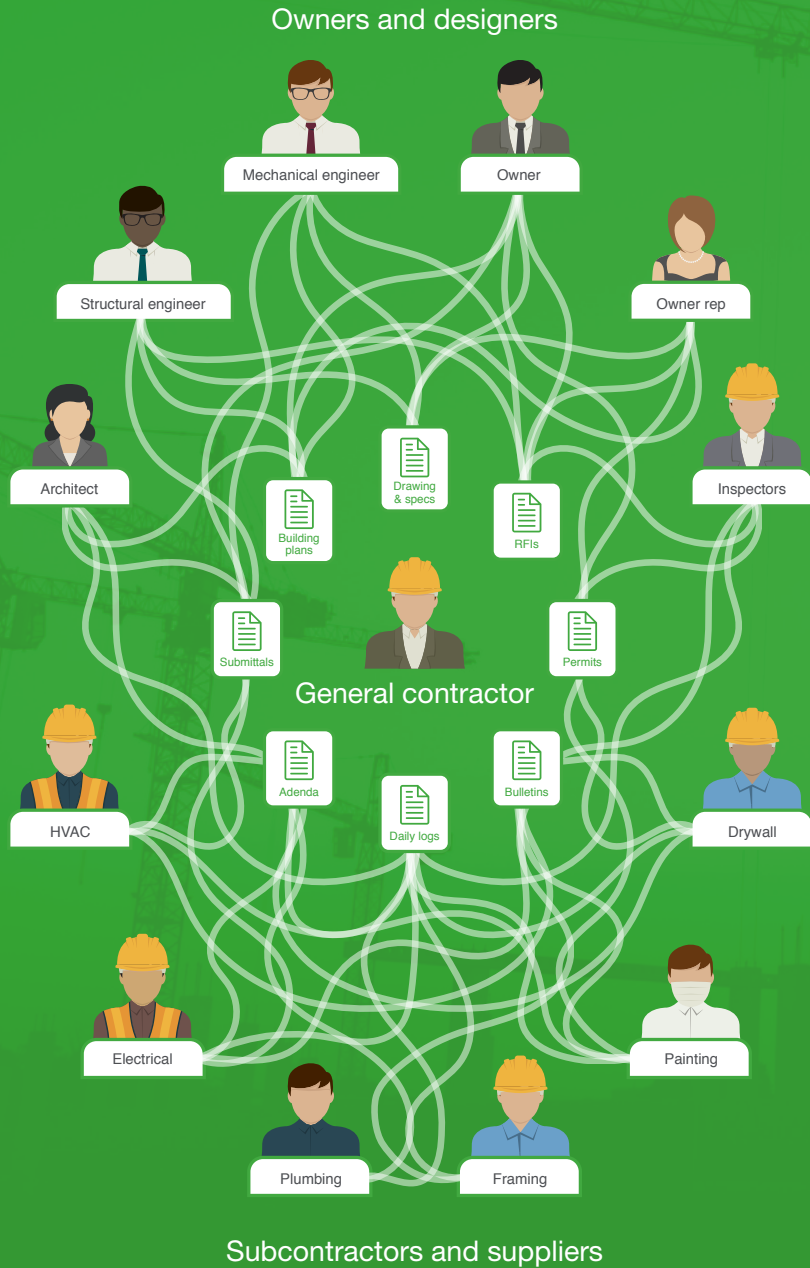 Owners and designers
Mechanical engineer
Owner
Structural engineer
Owner rep
Architect
Inspectors
Drawing
& specs
Building
plans
RFIs
Submittals
Permits
General contractor
Adenda
Bulletins
Daily logs
HVAC
Drywall
Electrical
Painting
Plumbing
Framing
Subcontractors and suppliers